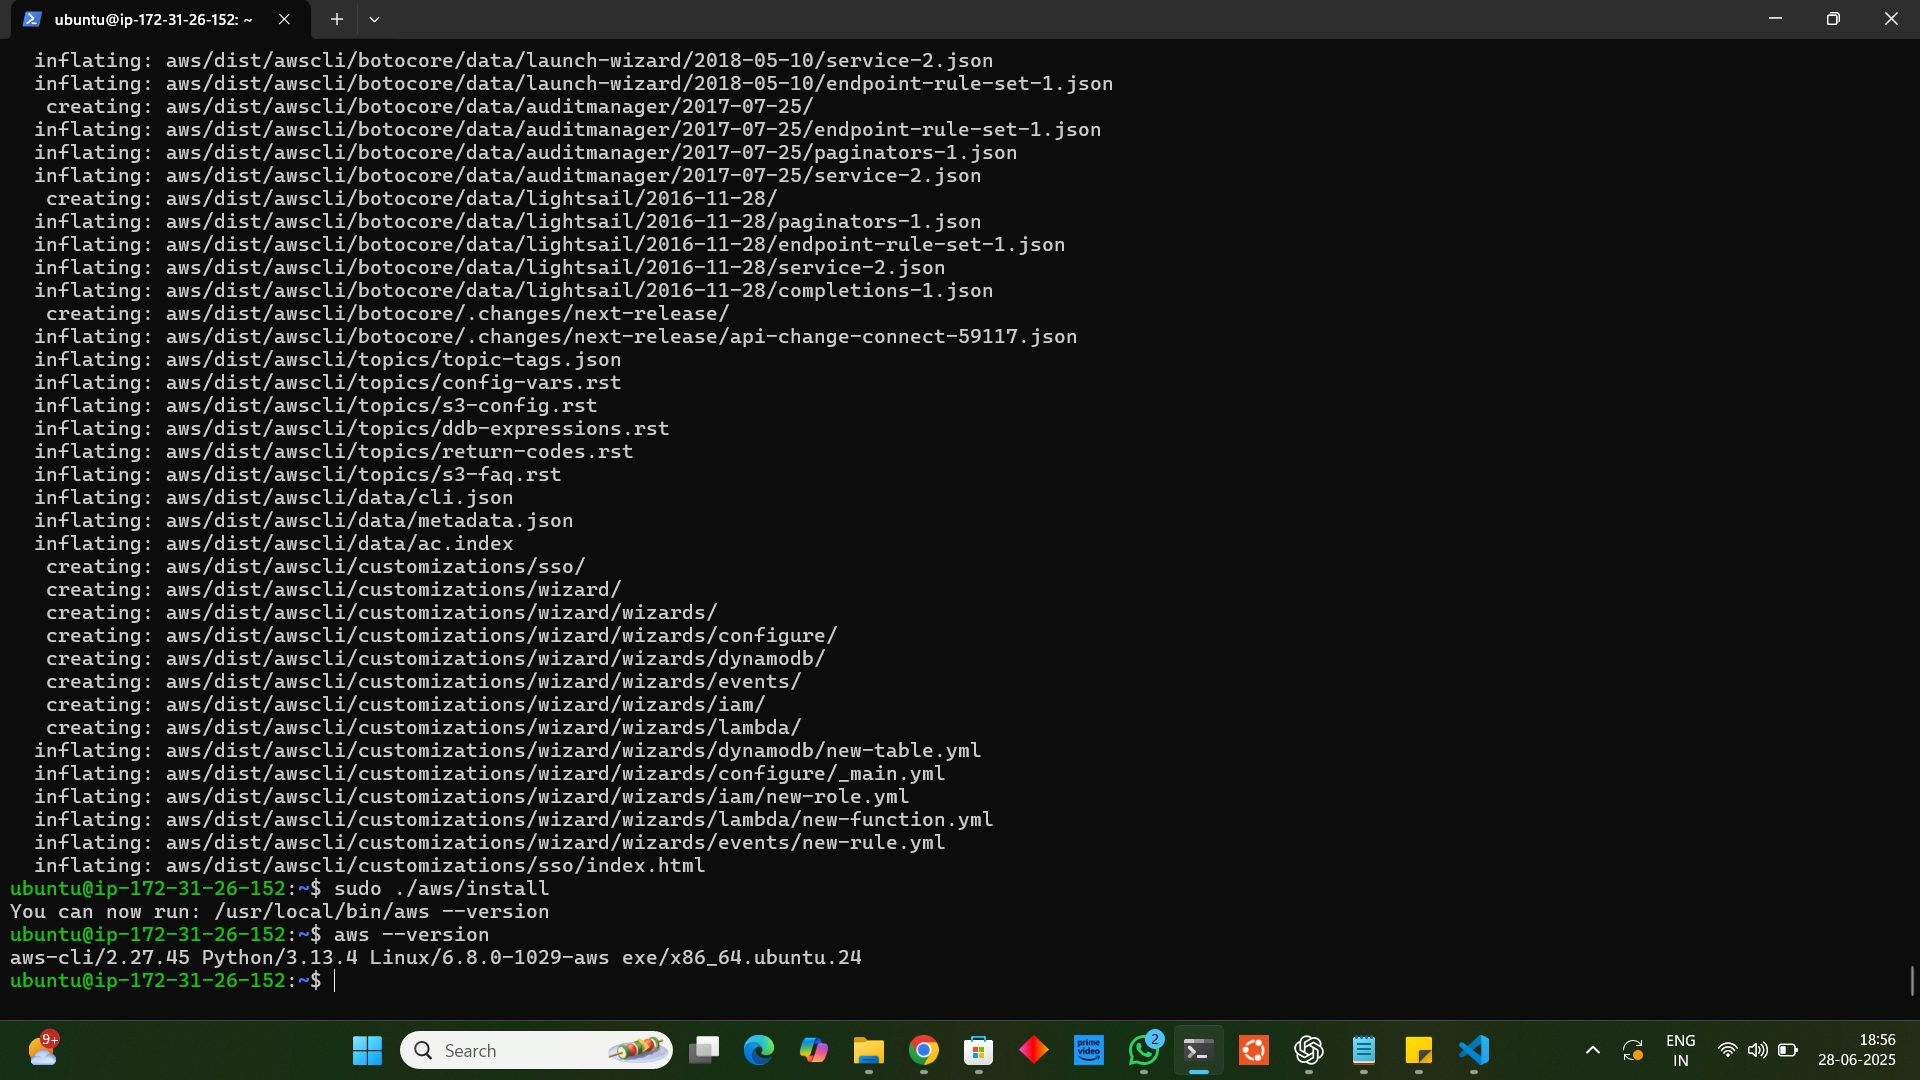 ubuntu@ip-172-31-26-152: ~
inflating: aws/dist/awscli/botocore/data/launch-wizard/2018-05-10/service-2.json
inflating: aws/dist/awscli/botocore/data/launch-wizard/2018-05-10/endpoint-rule-set-1.json
creating: aws/dist/awscli/botocore/data/auditmanager/2017-07-25/
inflating: aws/dist/awscli/botocore/data/auditmanager/2017-07-25/endpoint-rule-set-1.json
inflating: aws/dist/awscli/botocore/data/auditmanager/2017-07-25/paginators-1.json
inflating: aws/dist/awscli/botocore/data/auditmanager/2017-07-25/service-2.json
creating: aws/dist/awscli/botocore/data/lightsail/2016-11-28/
inflating: aws/dist/awscli/botocore/data/lightsail/2016-11-28/paginators-1.json
inflating: aws/dist/awscli/botocore/data/lightsail/2016-11-28/endpoint-rule-set-1.json
inflating: aws/dist/awscli/botocore/data/lightsail/2016-11-28/service-2.json
inflating: aws/dist/awscli/botocore/data/lightsail/2016-11-28/completions-1.json
creating: aws/dist/awscli/botocore/.changes/next-release/
inflating: aws/dist/awscli/botocore/.changes/next-release/api-change-connect-59117.json
inflating: aws/dist/awscli/topics/topic-tags.json
inflating: aws/dist/awscli/topics/config-vars.rst
inflating: aws/dist/awscli/topics/s3-config.rst
inflating: aws/dist/awscli/topics/ddb-expressions.rst
inflating: aws/dist/awscli/topics/return-codes.rst
inflating: aws/dist/awscli/topics/s3-faq.rst
inflating: aws/dist/awscli/data/cli.json
inflating: aws/dist/awscli/data/metadata.json
inflating: aws/dist/awscli/data/ac.index
creating: aws/dist/awscli/customizations/sso/
creating: aws/dist/awscli/customizations/wizard/
creating: aws/dist/awscli/customizations/wizard/wizards/
creating: aws/dist/awscli/customizations/wizard/wizards/configure/
creating: aws/dist/awscli/customizations/wizard/wizards/dynamodb/
creating: aws/dist/awscli/customizations/wizard/wizards/events/
creating: aws/dist/awscli/customizations/wizard/wizards/iam/
creating: aws/dist/awscli/customizations/wizard/wizards/lambda/
inflating: aws/dist/awscli/customizations/wizard/wizards/dynamodb/new-table.yml
inflating: aws/dist/awscli/customizations/wizard/wizards/configure/_main.yml
inflating: aws/dist/awscli/customizations/wizard/wizards/iam/new-role.yml
inflating: aws/dist/awscli/customizations/wizard/wizards/lambda/new-function.yml
inflating: aws/dist/awscli/customizations/wizard/wizards/events/new-rule.yml
inflating: aws/dist/awscli/customizations/sso/index.html
ubuntu@ip-172-31-26-152:~$ sudo ./aws/install
You can now run: /usr/local/bin/aws --version
ubuntu@ip-172-31-26-152:~$ aws --version
aws-cli/2.27.45 Python/3.13.4 Linux/6.8.0-1029-aws exe/x86_64.ubuntu.24
ubuntu@ip-172-31-26-152:~$
9+
Search
prime video
2
ENG
IN
18:56
28-06-2025